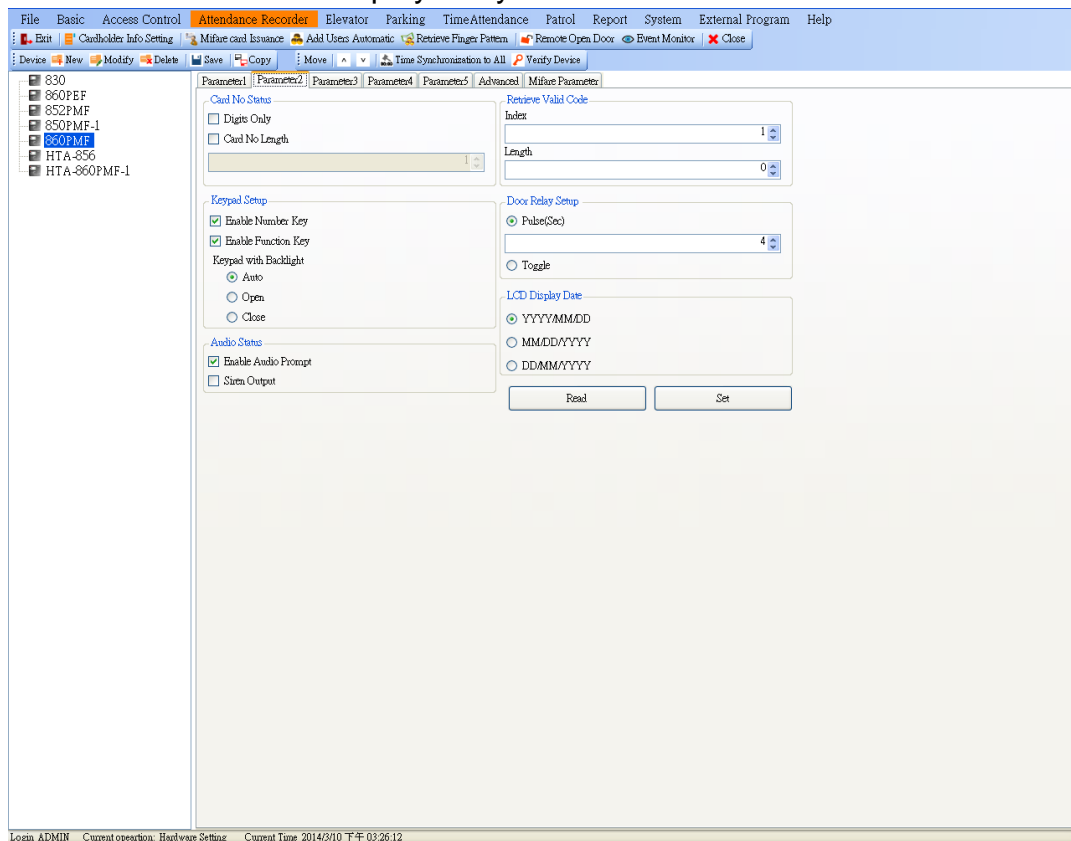 File Basic Access Control Attendance Recorder Elevator Parking TimeAttendance Patrol Report System External Program Help
Exit Cardholder Info Setting Mifare card Issuance Add Users Automatic Retrieve Finger Pattern Remote Open Door Event Monitor Close
Device New Modify Delete Save Copy Move Time Synchronization to All Verify Device
830
860PEF
852PMF
850PMF-1
860PMF
HTA-856
HTA-860PMF-1
Parameter1 Parameter2 Parameter3 Parameter4 Parameter5 Advanced Mifare Parameter
Card No Status
Digits Only
Card No Length
1
Keypad Setup
Enable Number Key
Enable Function Key
Keypad with Backlight
Auto
Open
Close
Audio Status
Enable Audio Prompt
Siren Output
Retrieve Valid Code
Index
1
Length
0
Door Relay Setup
Pulse(Sec)
4
Toggle
LCD Display Date
YYYY/MM/DD
MM/DD/YYYY
DD/MM/YYYY
Read Set
Login ADMIN Current opeartion: Hardware Setting Current Time 2014/3/10 下午 03:26:12